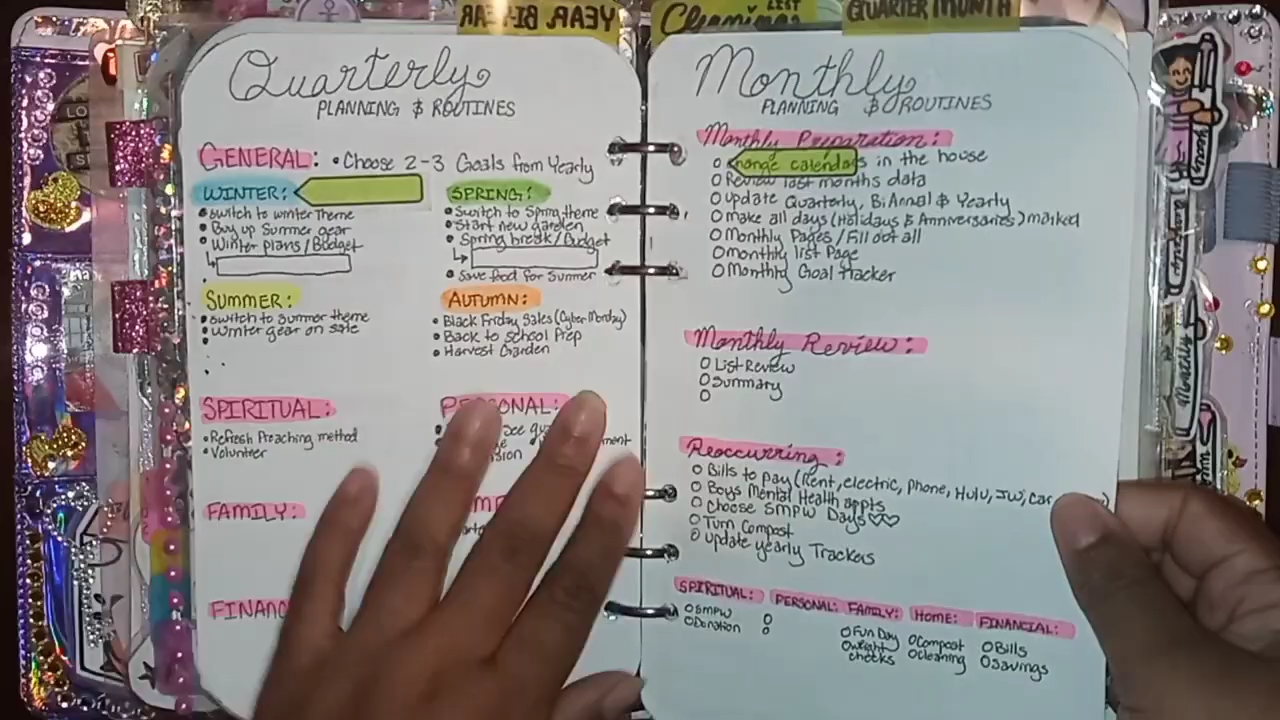 YEAR BI-YEAR
Cleaning LIST
QUARTER MONTH
Quarterly
PLANNING & ROUTINES
GENERAL: • Choose 2-3 Goals from Yearly
WINTER:
• Switch to winter Theme
• Buy up Summer gear
• Winter plans / Budget
SPRING:
• Switch to Spring theme
• Start new garden
• Spring break / Budget
• Save food for Summer
SUMMER:
• Switch to Summer theme
• Winter gear on sale
AUTUMN:
• Black Friday Sales (Cyber Monday)
• Back to School Prep
• Harvest Garden
SPIRITUAL:
• Refresh Preaching method
• Volunteer
PERSONAL:
see
FAMILY:
Monthly
PLANNING & ROUTINES
Monthly Preparation:
O Change calendars in the house
O Review last months data
O Update Quarterly, BiAnnual & Yearly
O make all days (Holidays & Anniversaries) marked
O Monthly Pages / Fill out all
O monthly list Page
O Monthly Goal Tracker
Monthly Review:
O List Review
O Summary
O
Reoccurring:
O Bills to pay (Rent, electric, phone, Hulu, JW, car
O Boys Mental Health appts
O Choose SMPW Days ♡♡
O Turn Compost
O Update yearly Trackers
SPIRITUAL: PERSONAL: FAMILY: HOME: FINANCIAL:
O SMPW O O Fun Day O Compost O Bills
O Donation O O weight checks O cleaning O Savings
Monthly